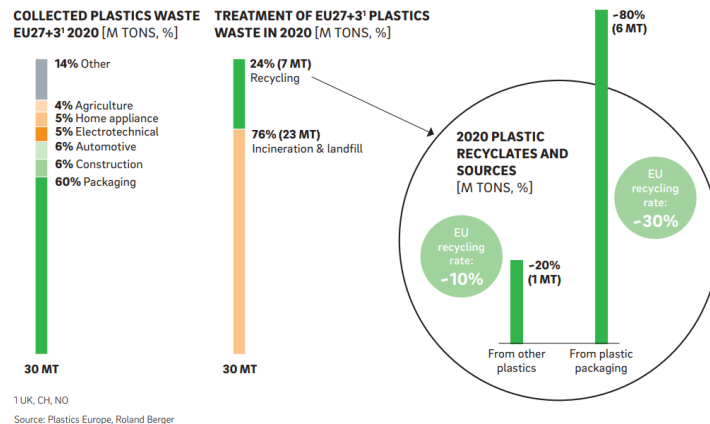 COLLECTED PLASTICS WASTE
EU27+3¹ 2020 [M TONS, %]
14% Other
4% Agriculture
5% Home appliance
5% Electrotechnical
6% Automotive
6% Construction
60% Packaging
30 MT
TREATMENT OF EU27+3¹ PLASTICS
WASTE IN 2020 [M TONS, %]
24% (7 MT)
Recycling
76% (23 MT)
Incineration & landfill
30 MT
2020 PLASTIC
RECYCLATES AND
SOURCES
[M TONS, %]
EU
recycling
rate:
~10%
~20%
(1 MT)
From other
plastics
~80%
(6 MT)
EU
recycling
rate:
~30%
From plastic
packaging
1 UK, CH, NO
Source: Plastics Europe, Roland Berger